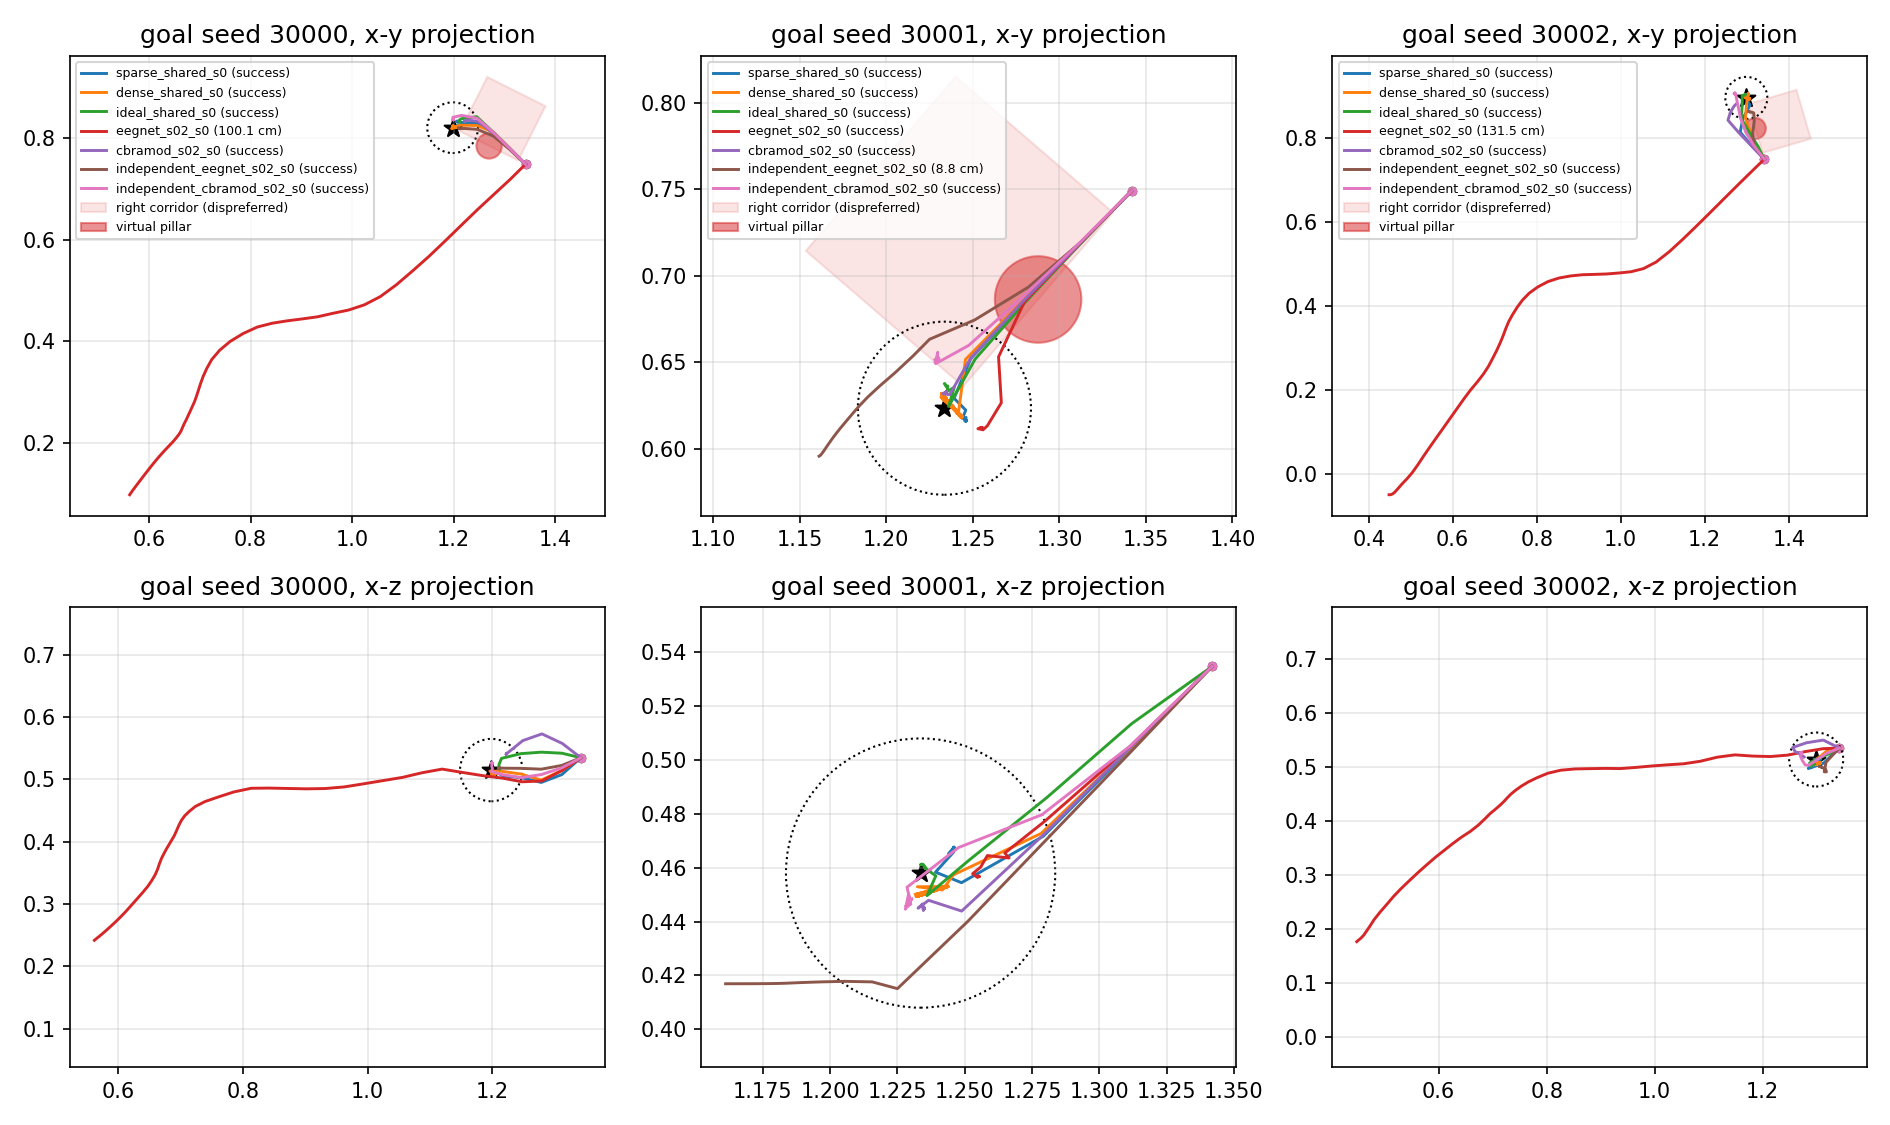 goal seed 30000, x-y projection
sparse_shared_s0 (success)
dense_shared_s0 (success)
ideal_shared_s0 (success)
eegnet_s02_s0 (100.1 cm)
cbramod_s02_s0 (success)
independent_eegnet_s02_s0 (success)
independent_cbramod_s02_s0 (success)
right corridor (dispreferred)
virtual pillar
0.8
0.6
0.4
0.2
0.6 0.8 1.0 1.2 1.4
goal seed 30001, x-y projection
sparse_shared_s0 (success)
dense_shared_s0 (success)
ideal_shared_s0 (success)
eegnet_s02_s0 (success)
cbramod_s02_s0 (success)
independent_eegnet_s02_s0 (8.8 cm)
independent_cbramod_s02_s0 (success)
right corridor (dispreferred)
virtual pillar
0.80
0.75
0.70
0.65
0.60
1.10 1.15 1.20 1.25 1.30 1.35 1.40
goal seed 30002, x-y projection
sparse_shared_s0 (success)
dense_shared_s0 (success)
ideal_shared_s0 (success)
eegnet_s02_s0 (131.5 cm)
cbramod_s02_s0 (success)
independent_eegnet_s02_s0 (success)
independent_cbramod_s02_s0 (success)
right corridor (dispreferred)
virtual pillar
0.8
0.6
0.4
0.2
0.0
0.4 0.6 0.8 1.0 1.2 1.4
goal seed 30000, x-z projection
0.7
0.6
0.5
0.4
0.3
0.2
0.1
0.6 0.8 1.0 1.2
goal seed 30001, x-z projection
0.54
0.52
0.50
0.48
0.46
0.44
0.42
0.40
1.175 1.200 1.225 1.250 1.275 1.300 1.325 1.350
goal seed 30002, x-z projection
0.7
0.6
0.5
0.4
0.3
0.2
0.1
0.0
0.6 0.8 1.0 1.2